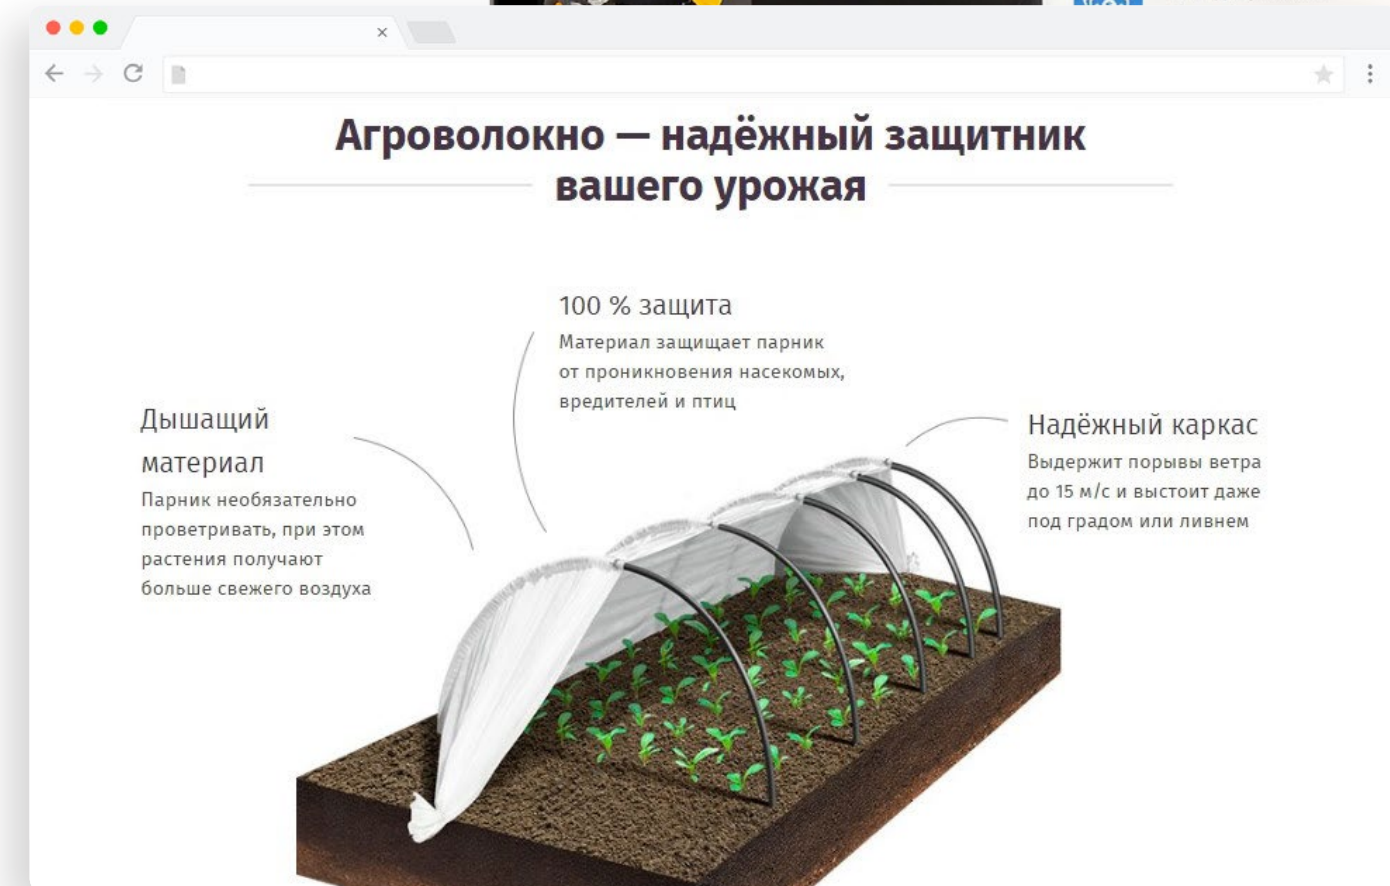 Агроволокно — надёжный защитник
вашего урожая
100 % защита
Материал защищает парник
от проникновения насекомых,
вредителей и птиц
Дышащий
материал
Парник необязательно
проветривать, при этом
растения получают
больше свежего воздуха
Надёжный каркас
Выдержит порывы ветра
до 15 м/с и выстоит даже
под градом или ливнем